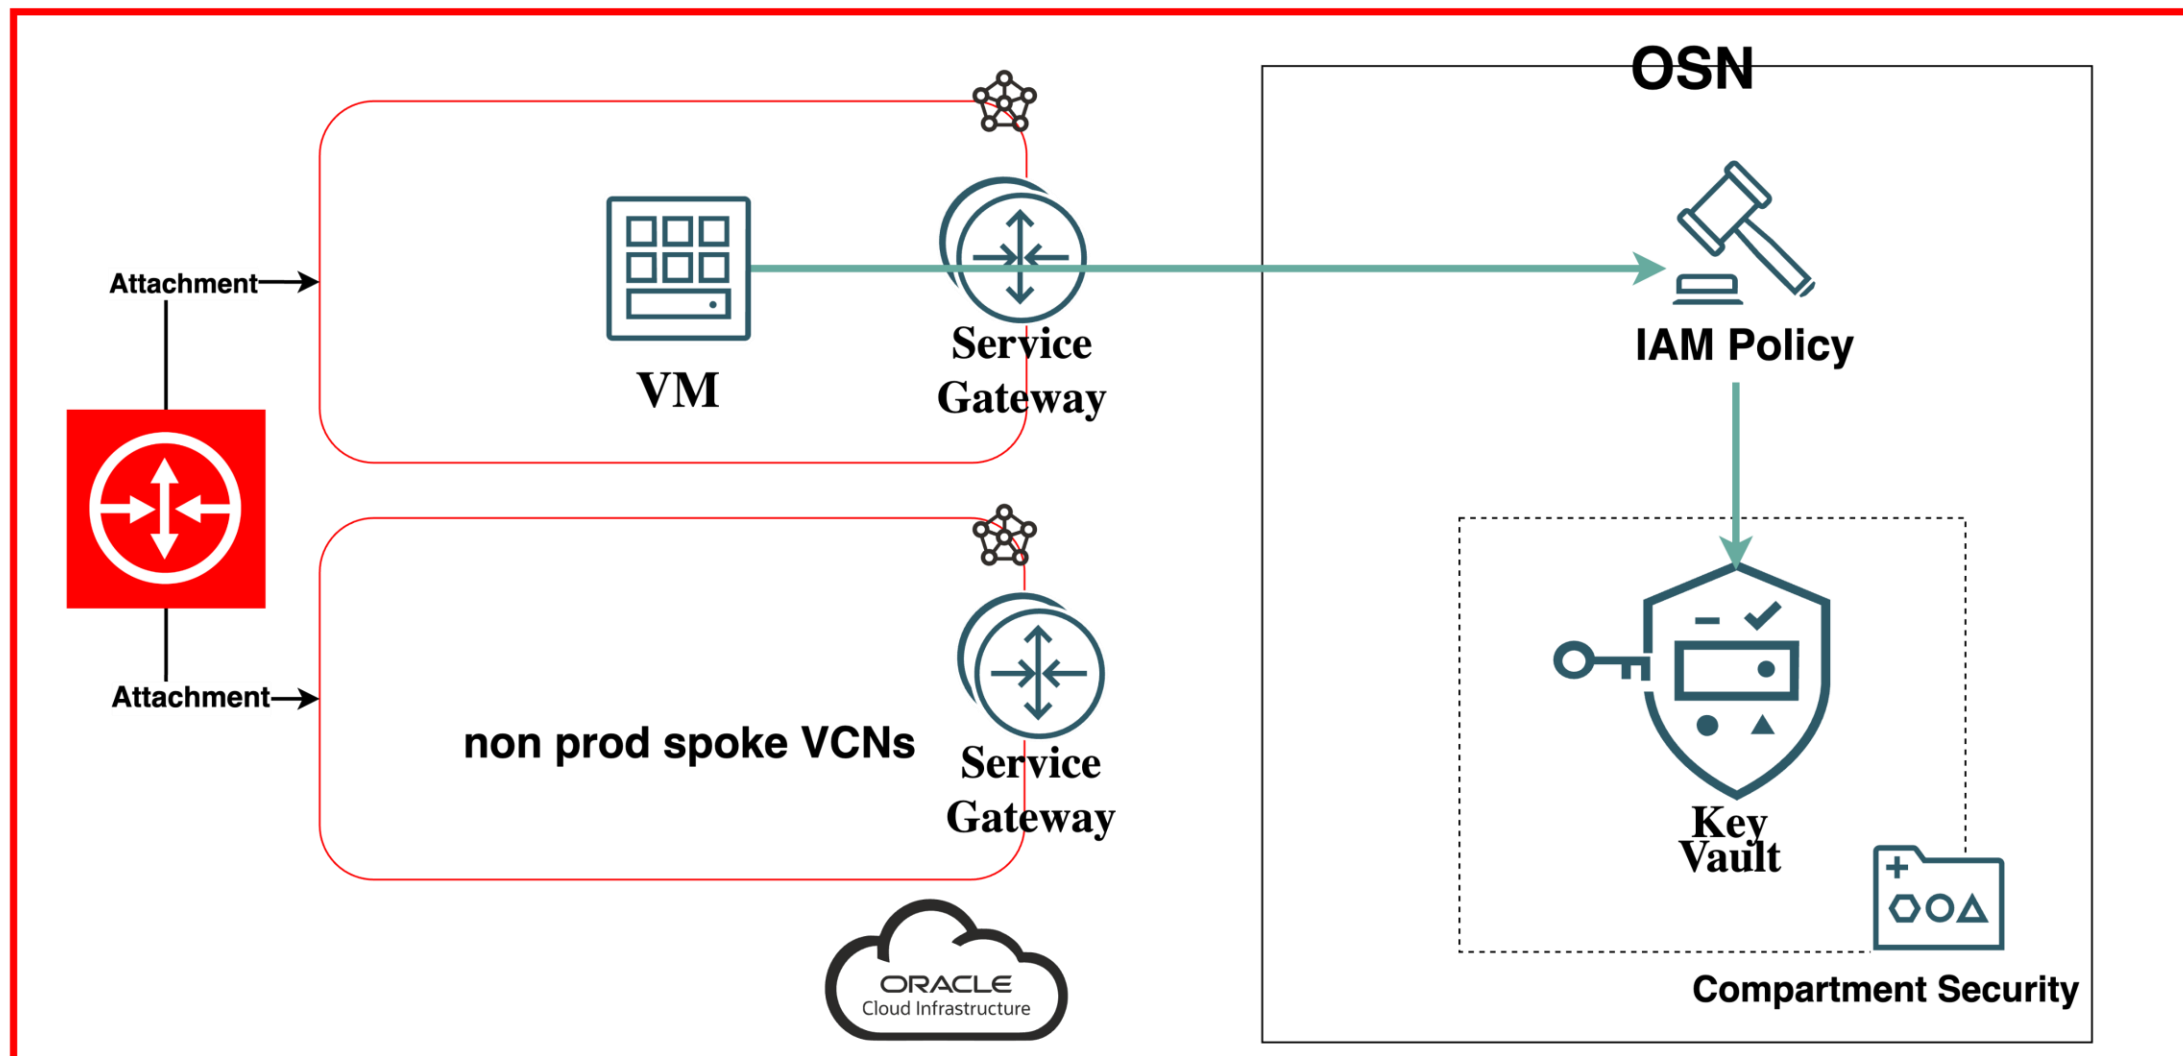 OSN
Attachment
VM
Service
Gateway
IAM Policy
Attachment
non prod spoke VCNs
Service
Gateway
Key
Vault
ORACLE
Cloud Infrastructure
Compartment Security